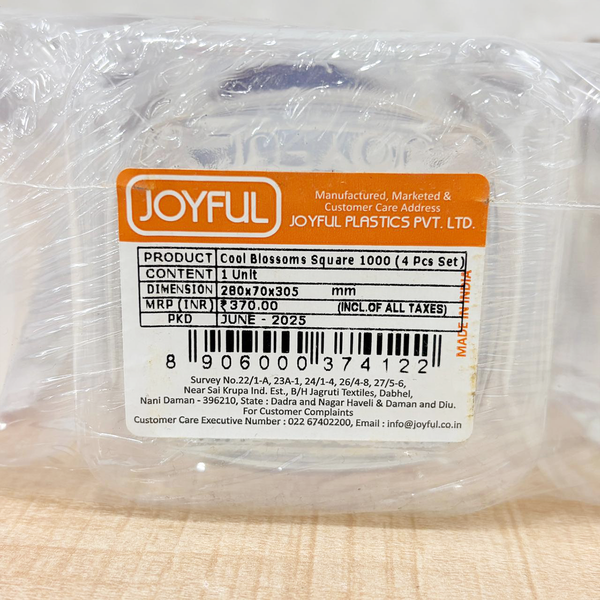 JOYFUL
Manufactured, Marketed &
Customer Care Address
JOYFUL PLASTICS PVT. LTD.
PRODUCT Cool Blossoms Square 1000 (4 Pcs Set)
CONTENT 1 Unit
DIMENSION 280x70x305 mm
MRP (INR) ₹370.00 (INCL.OF ALL TAXES)
PKD JUNE - 2025
MADE IN INDIA
8 906000 374122
Survey No.22/1-A, 23A-1, 24/1-4, 26/4-8, 27/5-6,
Near Sai Krupa Ind. Est., B/H Jagruti Textiles, Dabhel,
Nani Daman - 396210, State : Dadra and Nagar Haveli & Daman and Diu.
For Customer Complaints
Customer Care Executive Number : 022 67402200, Email : info@joyful.co.in